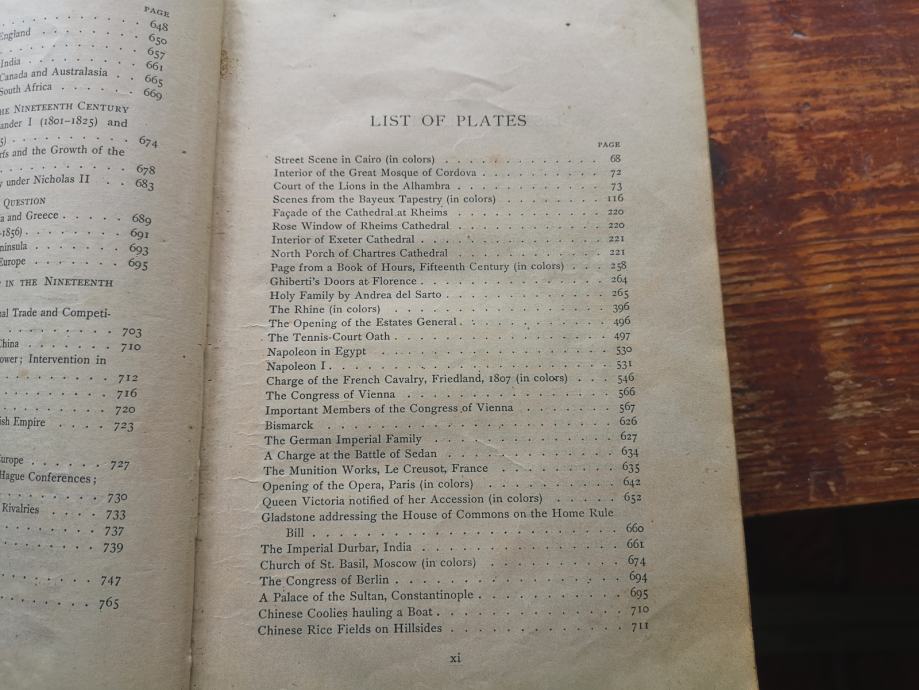 PAGE
648
England 650
657
India 661
Canada and Australasia . . 665
South Africa . . . . . . 669
THE NINETEENTH CENTURY
ander I (1801–1825) and
674
rfs and the Growth of the
678
y under Nicholas II . . . 683
QUESTION
a and Greece . . . . . 689
1856) . . . . . . . . . 691
ninsula . . . . . . . . 693
Europe . . . . . . . . 695
IN THE NINETEENTH
nal Trade and Competi-
703
China . . . . . . . . 710
ower; Intervention in
712
716
720
ish Empire . . . . . . 723
Europe . . . . . . . . 727
Hague Conferences;
730
Rivalries . . . . . . . 733
737
739
747
765
LIST OF PLATES
PAGE
Street Scene in Cairo (in colors) . . . . . . . . . . . 68
Interior of the Great Mosque of Cordova . . . . . . . . . 72
Court of the Lions in the Alhambra . . . . . . . . . . . 73
Scenes from the Bayeux Tapestry (in colors) . . . . . . . . 116
Façade of the Cathedral at Rheims . . . . . . . . . . . 220
Rose Window of Rheims Cathedral . . . . . . . . . . . 220
Interior of Exeter Cathedral . . . . . . . . . . . . . 221
North Porch of Chartres Cathedral . . . . . . . . . . . 221
Page from a Book of Hours, Fifteenth Century (in colors) . . . 258
Ghiberti's Doors at Florence . . . . . . . . . . . . . 264
Holy Family by Andrea del Sarto . . . . . . . . . . . . 265
The Rhine (in colors) . . . . . . . . . . . . . . . 396
The Opening of the Estates General . . . . . . . . . . . 496
The Tennis-Court Oath . . . . . . . . . . . . . . . 497
Napoleon in Egypt . . . . . . . . . . . . . . . . 530
Napoleon I . . . . . . . . . . . . . . . . . . . 531
Charge of the French Cavalry, Friedland, 1807 (in colors) . . . 546
The Congress of Vienna . . . . . . . . . . . . . . 566
Important Members of the Congress of Vienna . . . . . . . 567
Bismarck . . . . . . . . . . . . . . . . . . . . 626
The German Imperial Family . . . . . . . . . . . . . 627
A Charge at the Battle of Sedan . . . . . . . . . . . . 634
The Munition Works, Le Creusot, France . . . . . . . . . 635
Opening of the Opera, Paris (in colors) . . . . . . . . . . 642
Queen Victoria notified of her Accession (in colors) . . . . . 652
Gladstone addressing the House of Commons on the Home Rule
Bill . . . . . . . . . . . . . . . . . . . . . 660
The Imperial Durbar, India . . . . . . . . . . . . . 661
Church of St. Basil, Moscow (in colors) . . . . . . . . . . 674
The Congress of Berlin . . . . . . . . . . . . . . . 694
A Palace of the Sultan, Constantinople . . . . . . . . . . 695
Chinese Coolies hauling a Boat . . . . . . . . . . . . 710
Chinese Rice Fields on Hillsides . . . . . . . . . . . . 711
xi